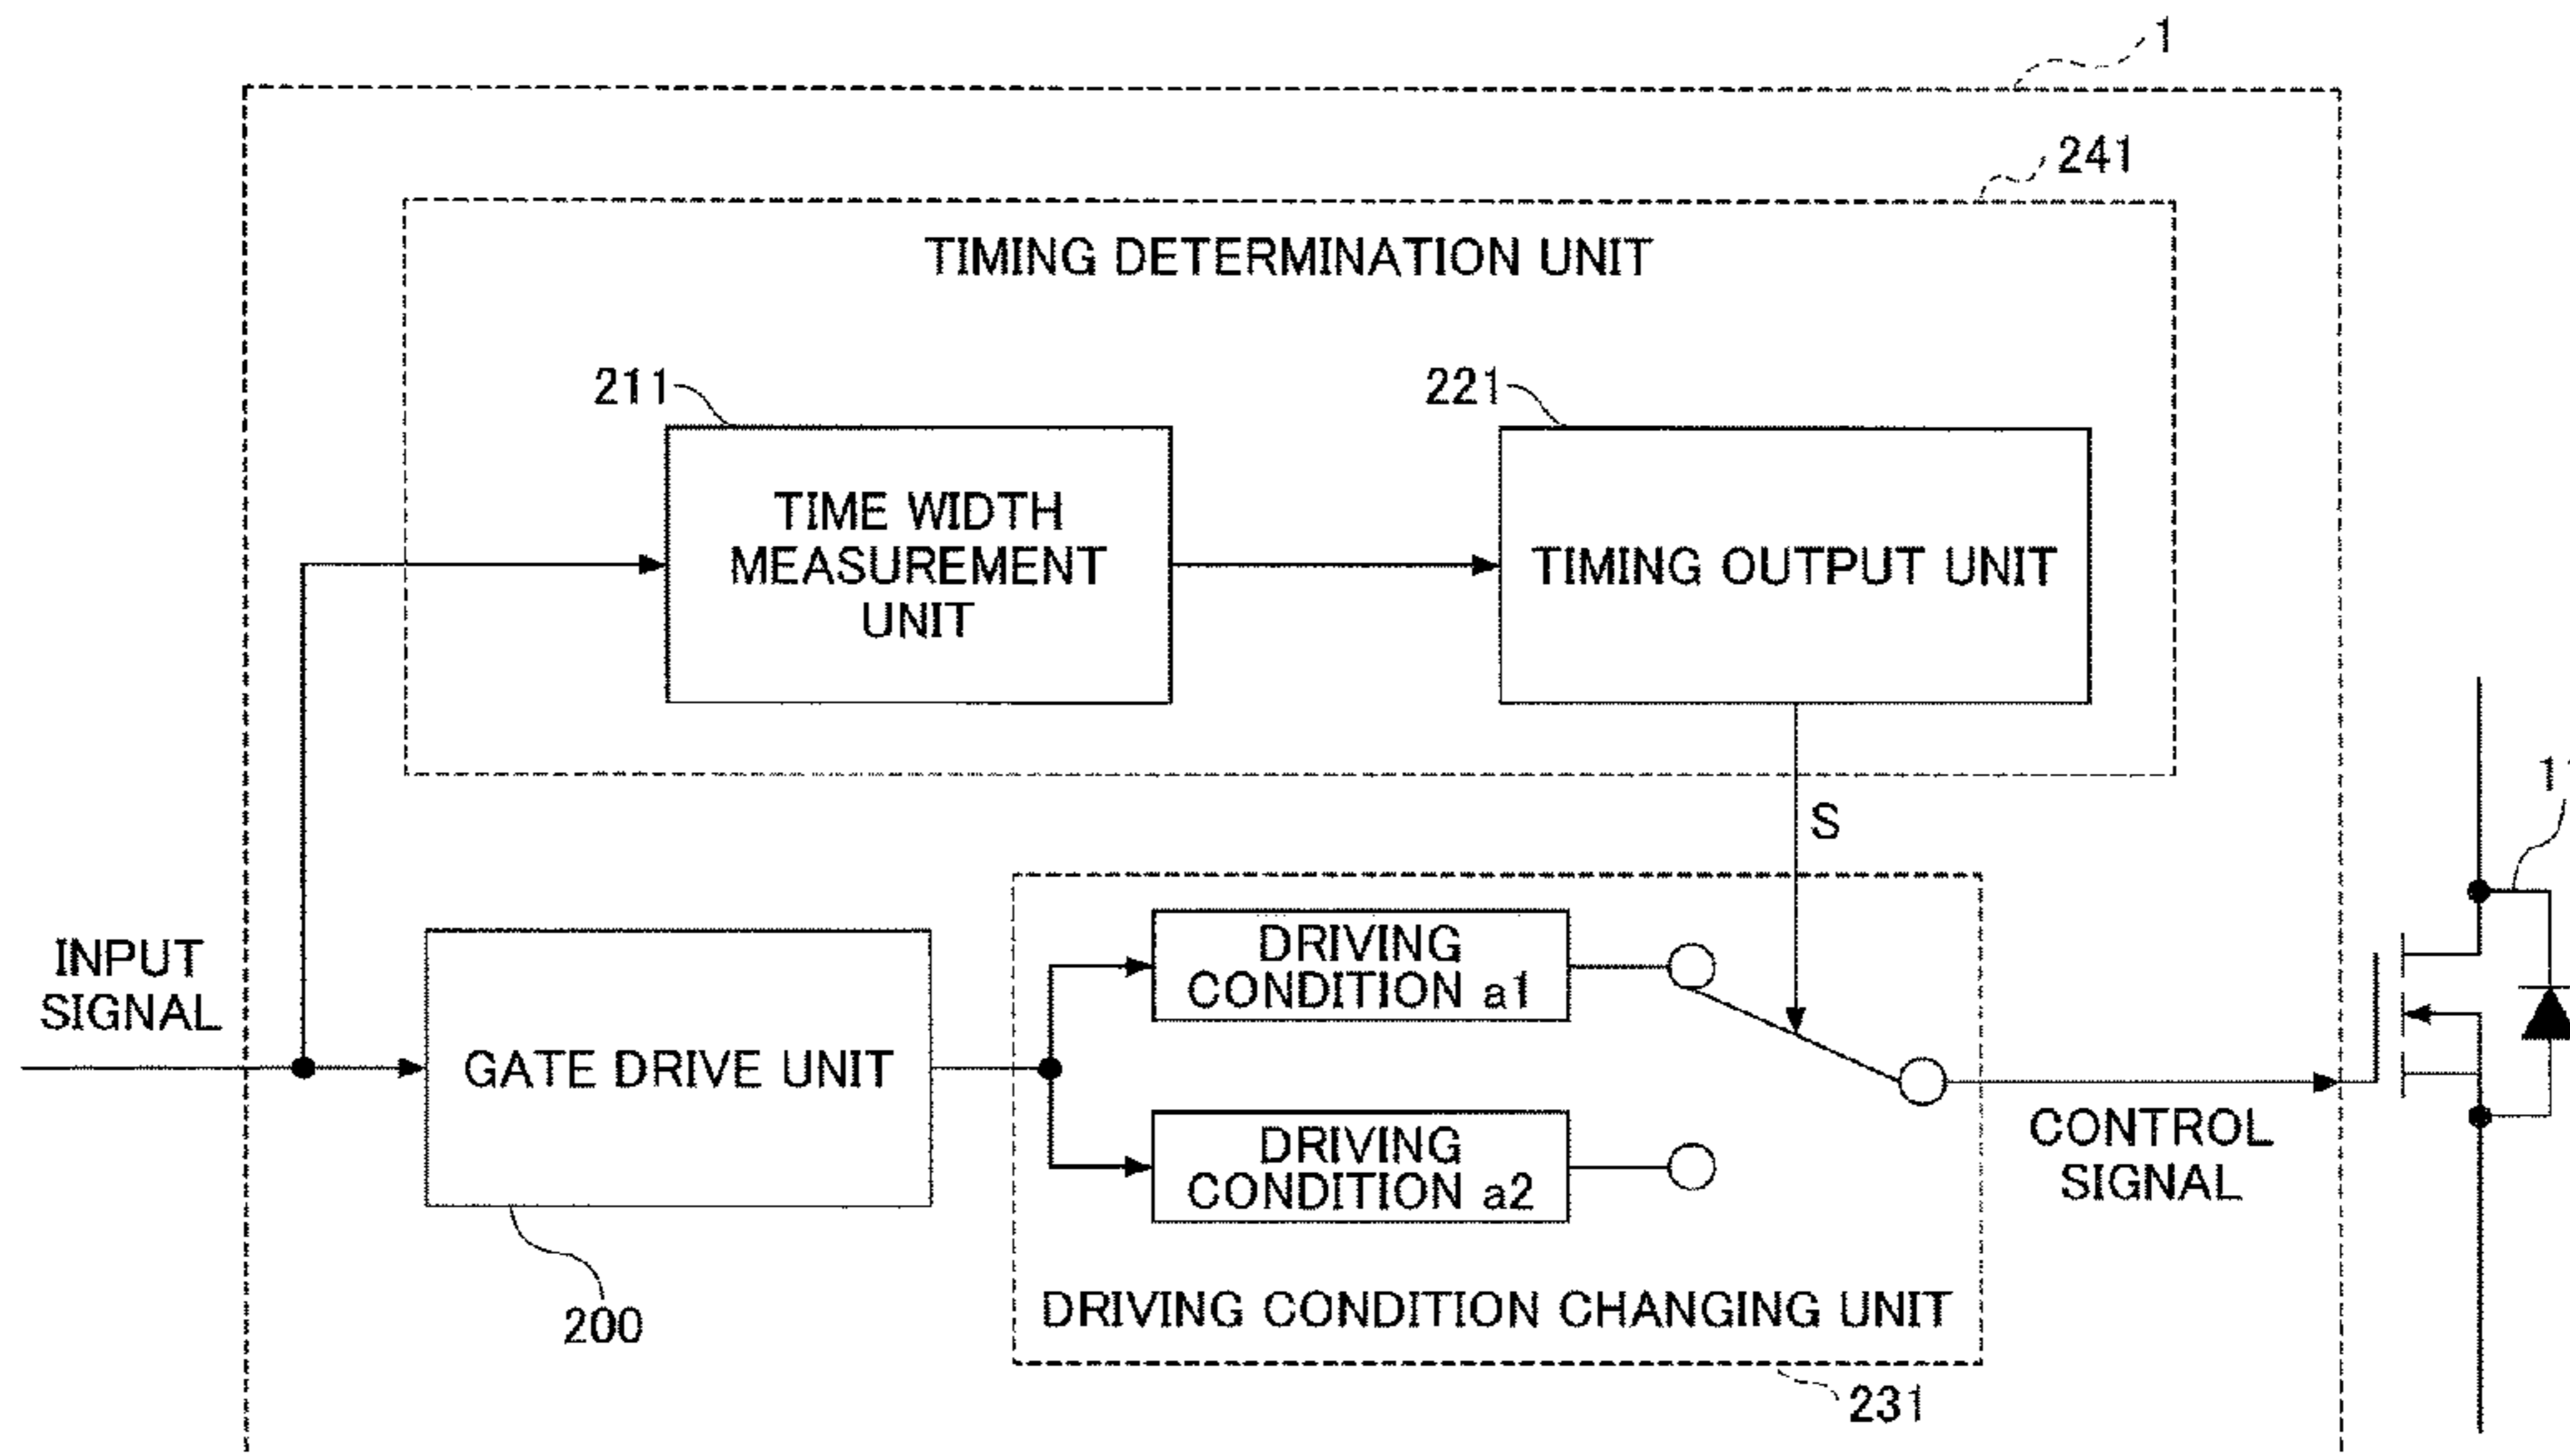 1
241
TIMING DETERMINATION UNIT
211
221
TIME WIDTH
MEASUREMENT
UNIT
TIMING OUTPUT UNIT
S
INPUT
SIGNAL
GATE DRIVE UNIT
DRIVING
CONDITION a1
DRIVING
CONDITION a2
CONTROL
SIGNAL
200
DRIVING CONDITION CHANGING UNIT
231